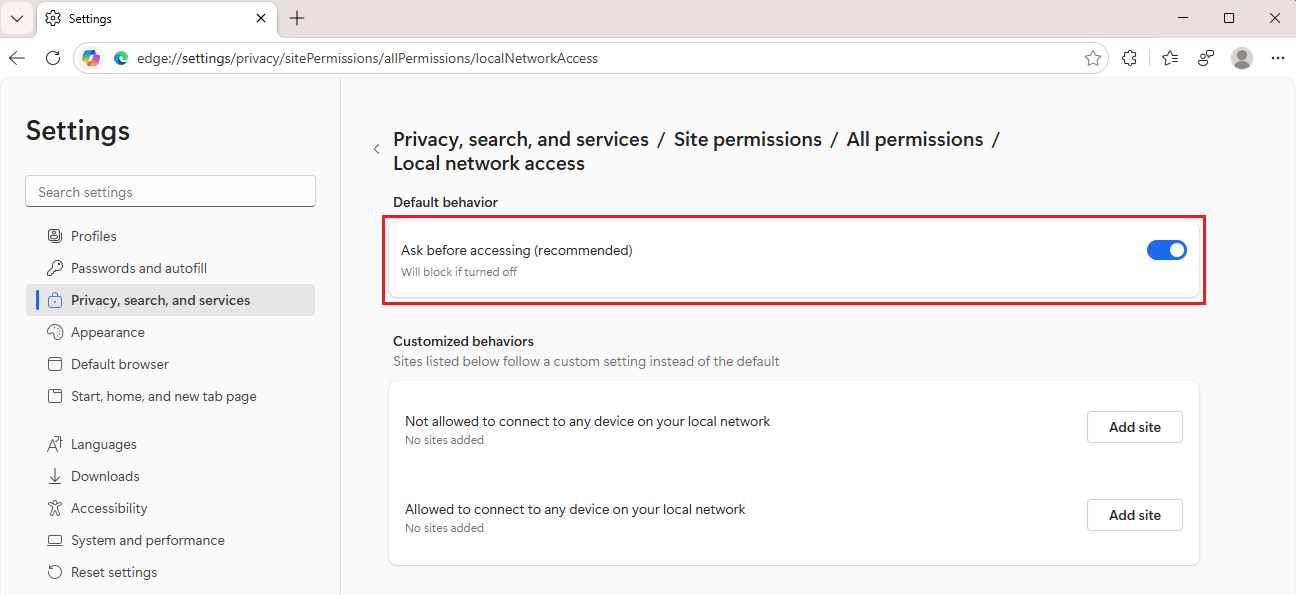 Settings
edge://settings/privacy/sitePermissions/allPermissions/localNetworkAccess
Settings
Search settings
Profiles
Passwords and autofill
Privacy, search, and services
Appearance
Default browser
Start, home, and new tab page
Languages
Downloads
Accessibility
System and performance
Reset settings
Privacy, search, and services / Site permissions / All permissions /
Local network access
Default behavior
Ask before accessing (recommended)
Will block if turned off
Customized behaviors
Sites listed below follow a custom setting instead of the default
Not allowed to connect to any device on your local network
No sites added
Add site
Allowed to connect to any device on your local network
No sites added
Add site